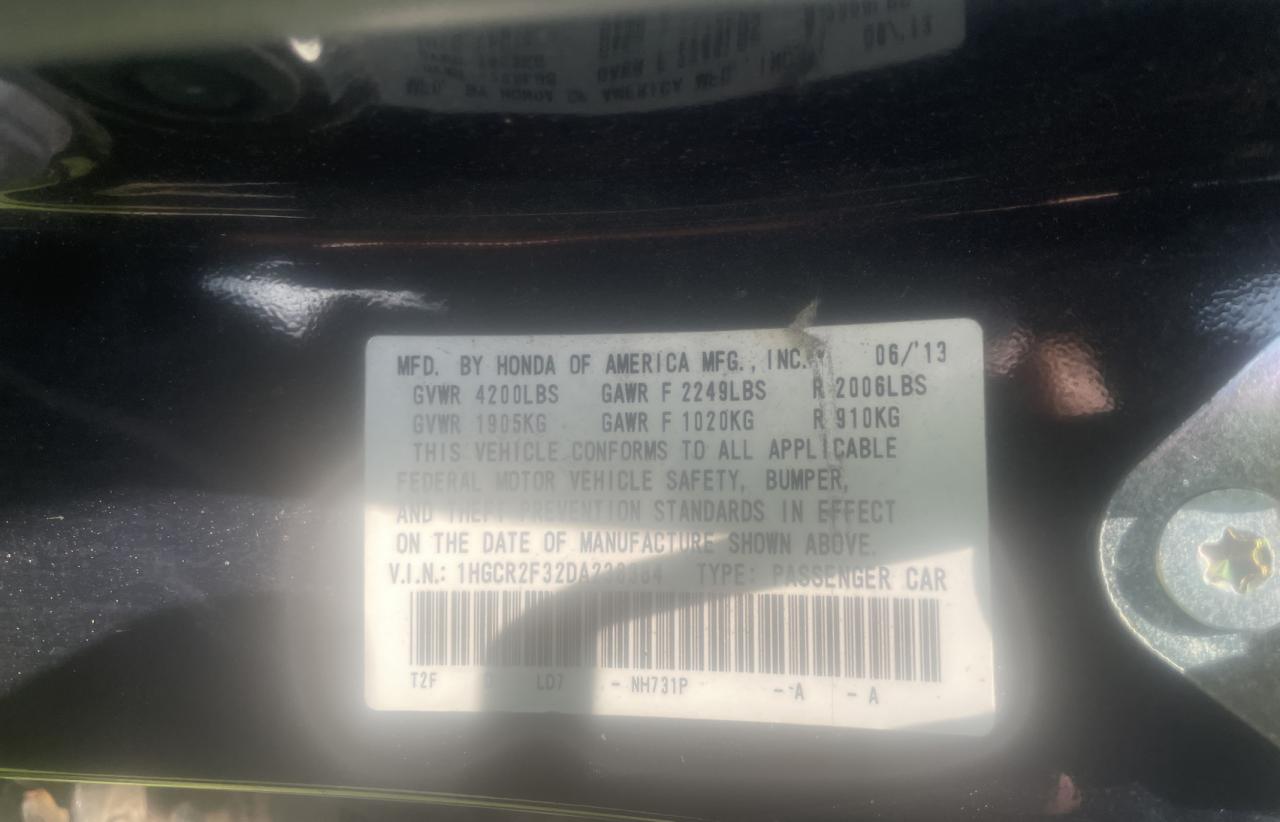 MFD. BY HONDA OF AMERICA MFG., INC. 06/'13
GVWR 4200LBS GAWR F 2249LBS R 2006LBS
GVWR 1905KG GAWR F 1020KG R 910KG
THIS VEHICLE CONFORMS TO ALL APPLICABLE
FEDERAL MOTOR VEHICLE SAFETY, BUMPER,
AND THEFT PREVENTION STANDARDS IN EFFECT
ON THE DATE OF MANUFACTURE SHOWN ABOVE.
V.I.N.: TYPE: PASSENGER CAR
T2F LD7 - NH731P - A - A